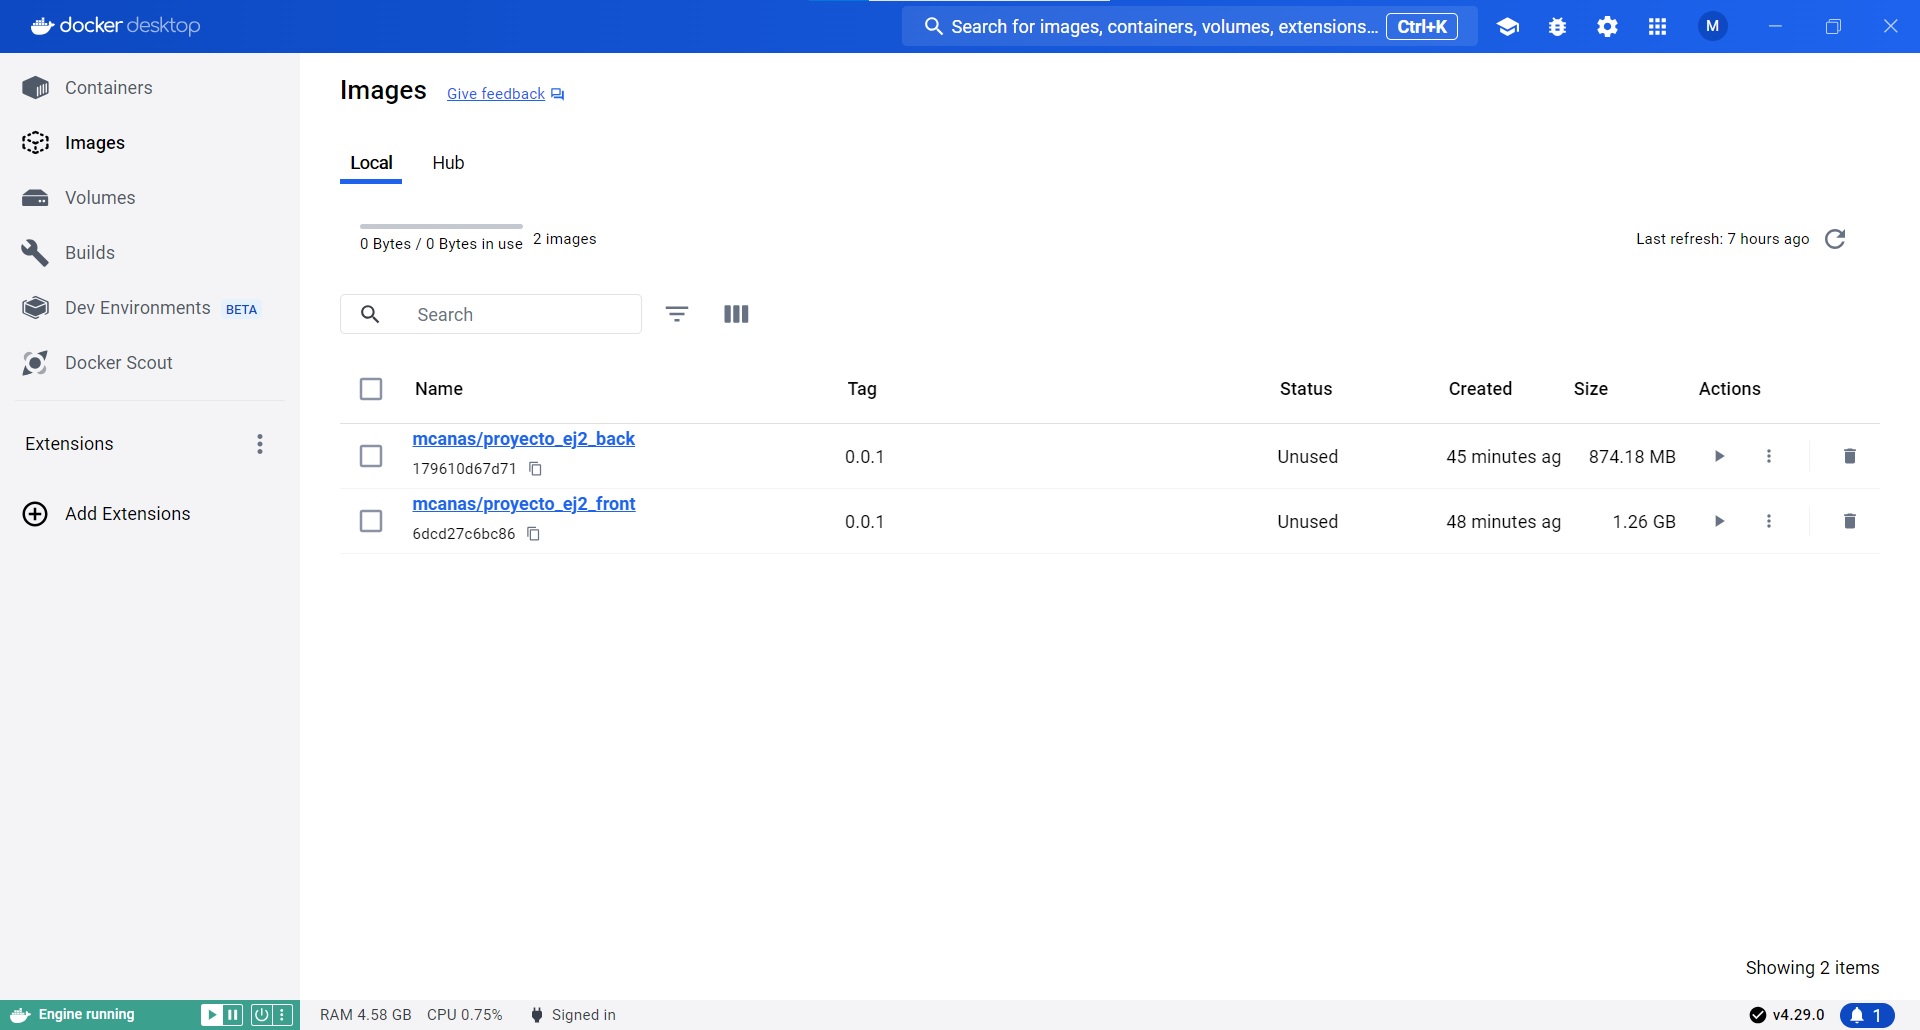 docker desktop
Search for images, containers, volumes, extensions... Ctrl+K
M
Containers
Images
Volumes
Builds
Dev Environments BETA
Docker Scout
Extensions
Add Extensions
Images Give feedback
Local Hub
0 Bytes / 0 Bytes in use 2 images
Last refresh: 7 hours ago
Search
Name Tag Status Created Size Actions
mcanas/proyecto_ej2_back
179610d67d71
0.0.1 Unused 45 minutes ag 874.18 MB
mcanas/proyecto_ej2_front
6dcd27c6bc86
0.0.1 Unused 48 minutes ag 1.26 GB
Showing 2 items
Engine running
RAM 4.58 GB CPU 0.75% Signed in
v4.29.0 1